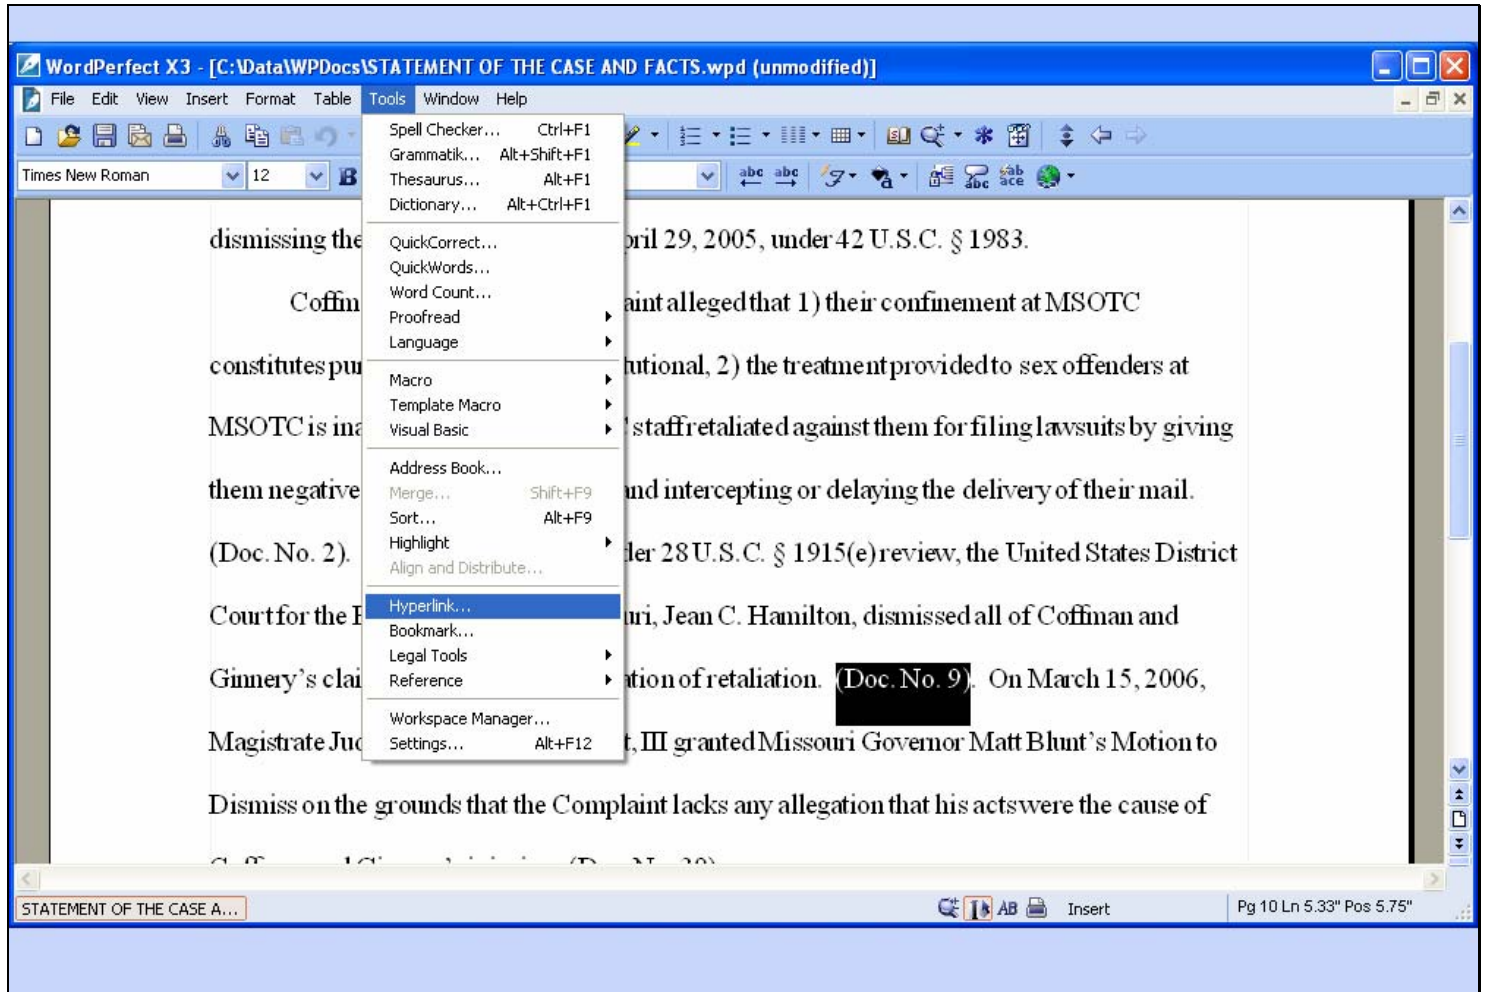 WordPerfect X3 - [C:\Data\WPDocs\STATEMENT OF THE CASE AND FACTS.wpd (unmodified)]
File Edit View Insert Format Table Tools Window Help
Times New Roman 12 B
Spell Checker... Ctrl+F1
Grammatik... Alt+Shift+F1
Thesaurus... Alt+F1
Dictionary... Alt+Ctrl+F1
QuickCorrect...
QuickWords...
Word Count...
Proofread
Language
Macro
Template Macro
Visual Basic
Address Book...
Merge... Shift+F9
Sort... Alt+F9
Highlight
Align and Distribute...
Hyperlink...
Bookmark...
Legal Tools
Reference
Workspace Manager...
Settings... Alt+F12
dismissing the pril 29, 2005, under 42 U.S.C. § 1983.
Coffin aint alleged that 1) their confinement at MSOTC
constitutes pur tutional, 2) the treatment provided to sex offenders at
MSOTC is ina staff retaliated against them for filing lawsuits by giving
them negative and intercepting or delaying the delivery of their mail.
(Doc. No. 2). der 28 U.S.C. § 1915(e) review, the United States District
Court for the E uri, Jean C. Hamilton, dismissed all of Coffman and
Ginnery's clai ation of retaliation. (Doc. No. 9). On March 15, 2006,
Magistrate Jud t, III granted Missouri Governor Matt Blunt's Motion to
Dismiss on the grounds that the Complaint lacks any allegation that his acts were the cause of
STATEMENT OF THE CASE A... AB Insert Pg 10 Ln 5.33" Pos 5.75"